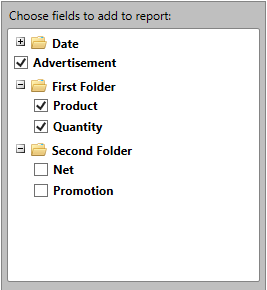 Choose fields to add to report:
Date
Advertisement
First Folder
Product
Quantity
Second Folder
Net
Promotion